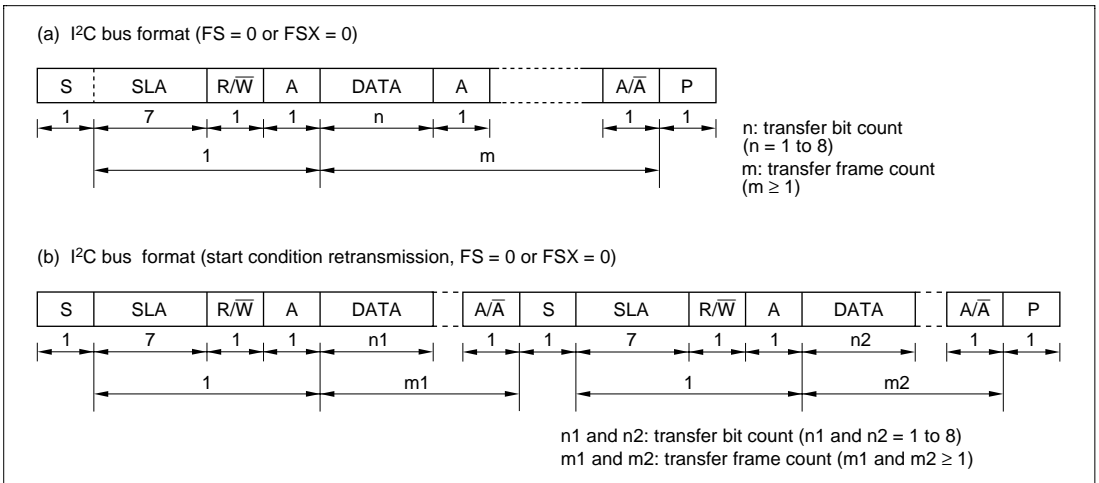 (a) I²C bus format (FS = 0 or FSX = 0)
S SLA R/W̅ A DATA A A/A̅ P
1 7 1 1 n 1 1 1
1 m
n: transfer bit count
(n = 1 to 8)
m: transfer frame count
(m ≥ 1)
(b) I²C bus format (start condition retransmission, FS = 0 or FSX = 0)
S SLA R/W̅ A DATA A/A̅ S SLA R/W̅ A DATA A/A̅ P
1 7 1 1 n1 1 1 7 1 1 n2 1 1
1 m1 1 m2
n1 and n2: transfer bit count (n1 and n2 = 1 to 8)
m1 and m2: transfer frame count (m1 and m2 ≥ 1)